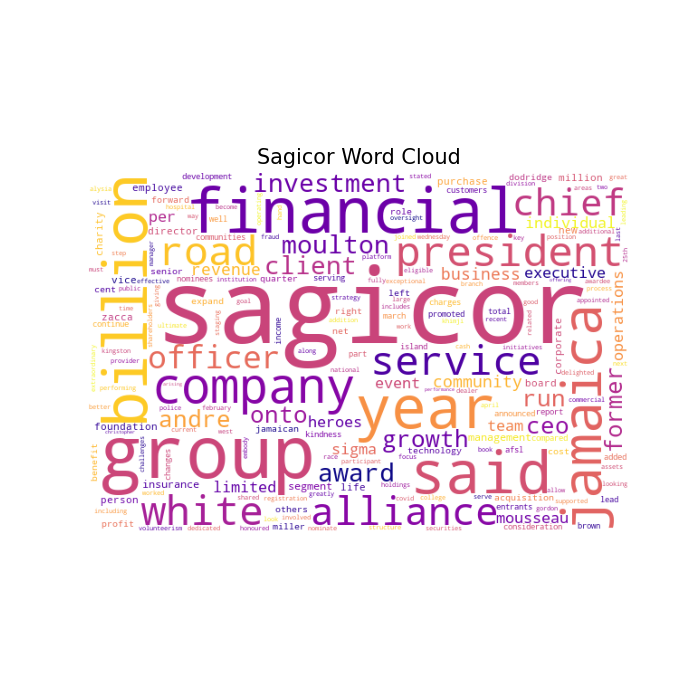 Sagicor Word Cloud
development
stated
investment
purchase
dodridge million
great
visit
employee
division
areas two
financial
customers
chief
forward
hospital
become
role
individual
billion
charity
per
may
oversight
key
additional
director
well
moulton
offence
new
last
communities
platform
president
25th
road
client
must
manager
senior
fraud
eligible
revenue
business
executive
vice
effective
nominees institution quarter serving
fully
exceptional
branch
members
offering
cent public
strategy
left
charges
total
appointed
awardee
process
operations
time
giving
expand
goal
includes
large
promoted
recent
good
zacca
shareholders
staging
income
right
march
sagicor
related
corporate
continue
ultimate
net
work
initiatives
kingston
along
part
island
cash
delighted
provider
officer
national
service
jamaica
performing
company
event
community
board
better
year
run
former
andre
onto
heroes
announced
report
police
february
team
ceo
foundation
jamaican
christopher
kindness
growth
management
compared
challenges
changes
embody
race
sigma
technology
book
afsl
cost
added
benefit
group
participant
focus
said
assets
insurance
award
holdings
looking
worked
limited
segment
life
covid
college
serve
acquisition
allow
person
shared
registration
greatly
supported
lead
including
white
others
alliance
entrants
gordon
profit
miller
involved
mousseau
consideration
brown
volunteerism
dedicated
honoured
nominate
securities
current
west
dealer
performance
commercial
position
wednesday